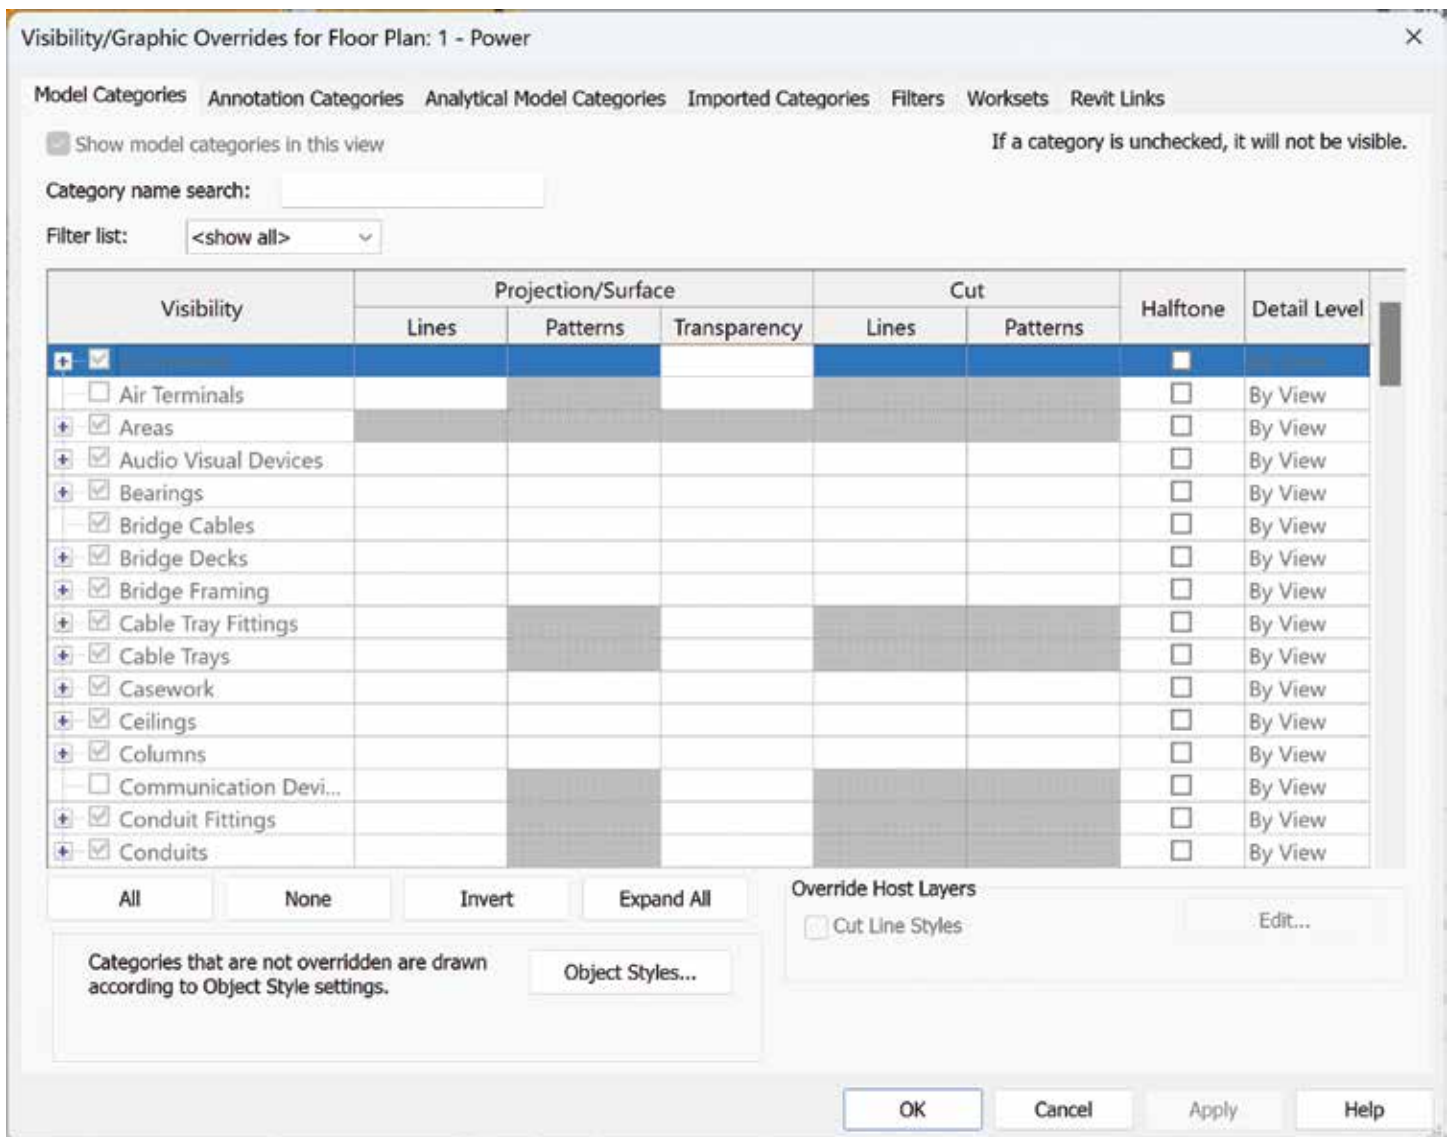 Visibility/Graphic Overrides for Floor Plan: 1 - Power
Model Categories Annotation Categories Analytical Model Categories Imported Categories Filters Worksets Revit Links
Show model categories in this view
If a category is unchecked, it will not be visible.
Category name search:
Filter list: <show all>
Visibility Projection/Surface Cut Halftone Detail Level
Lines Patterns Transparency Lines Patterns
By View
Air Terminals By View
Areas By View
Audio Visual Devices By View
Bearings By View
Bridge Cables By View
Bridge Decks By View
Bridge Framing By View
Cable Tray Fittings By View
Cable Trays By View
Casework By View
Ceilings By View
Columns By View
Communication Devi... By View
Conduit Fittings By View
Conduits By View
All None Invert Expand All
Override Host Layers
Cut Line Styles Edit...
Categories that are not overridden are drawn
according to Object Style settings.
Object Styles...
OK Cancel Apply Help